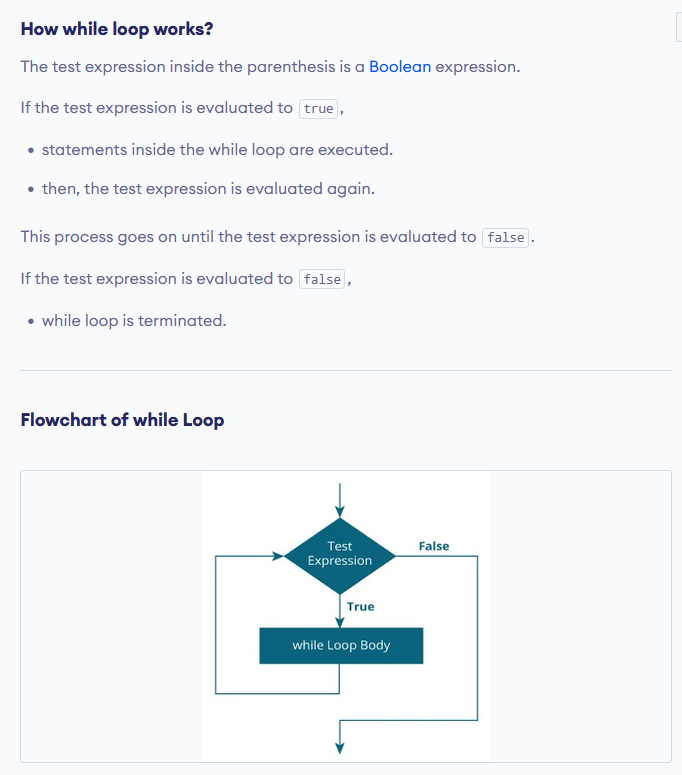 How while loop works?
The test expression inside the parenthesis is a Boolean expression.
If the test expression is evaluated to true,
• statements inside the while loop are executed.
• then, the test expression is evaluated again.
This process goes on until the test expression is evaluated to false.
If the test expression is evaluated to false,
• while loop is terminated.
Flowchart of while Loop
Test
Expression
False
True
while Loop Body